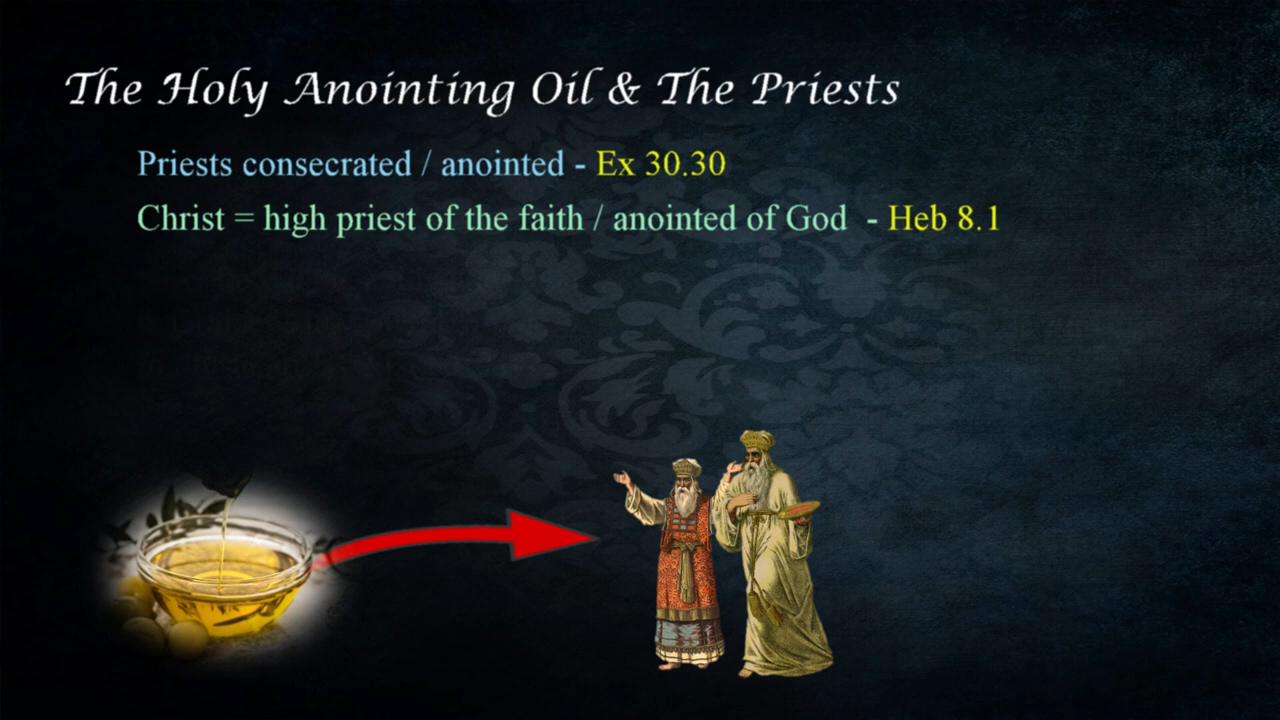 The Holy Anointing Oil & The Priests
Priests consecrated / anointed - Ex 30.30
Christ = high priest of the faith / anointed of God - Heb 8.1